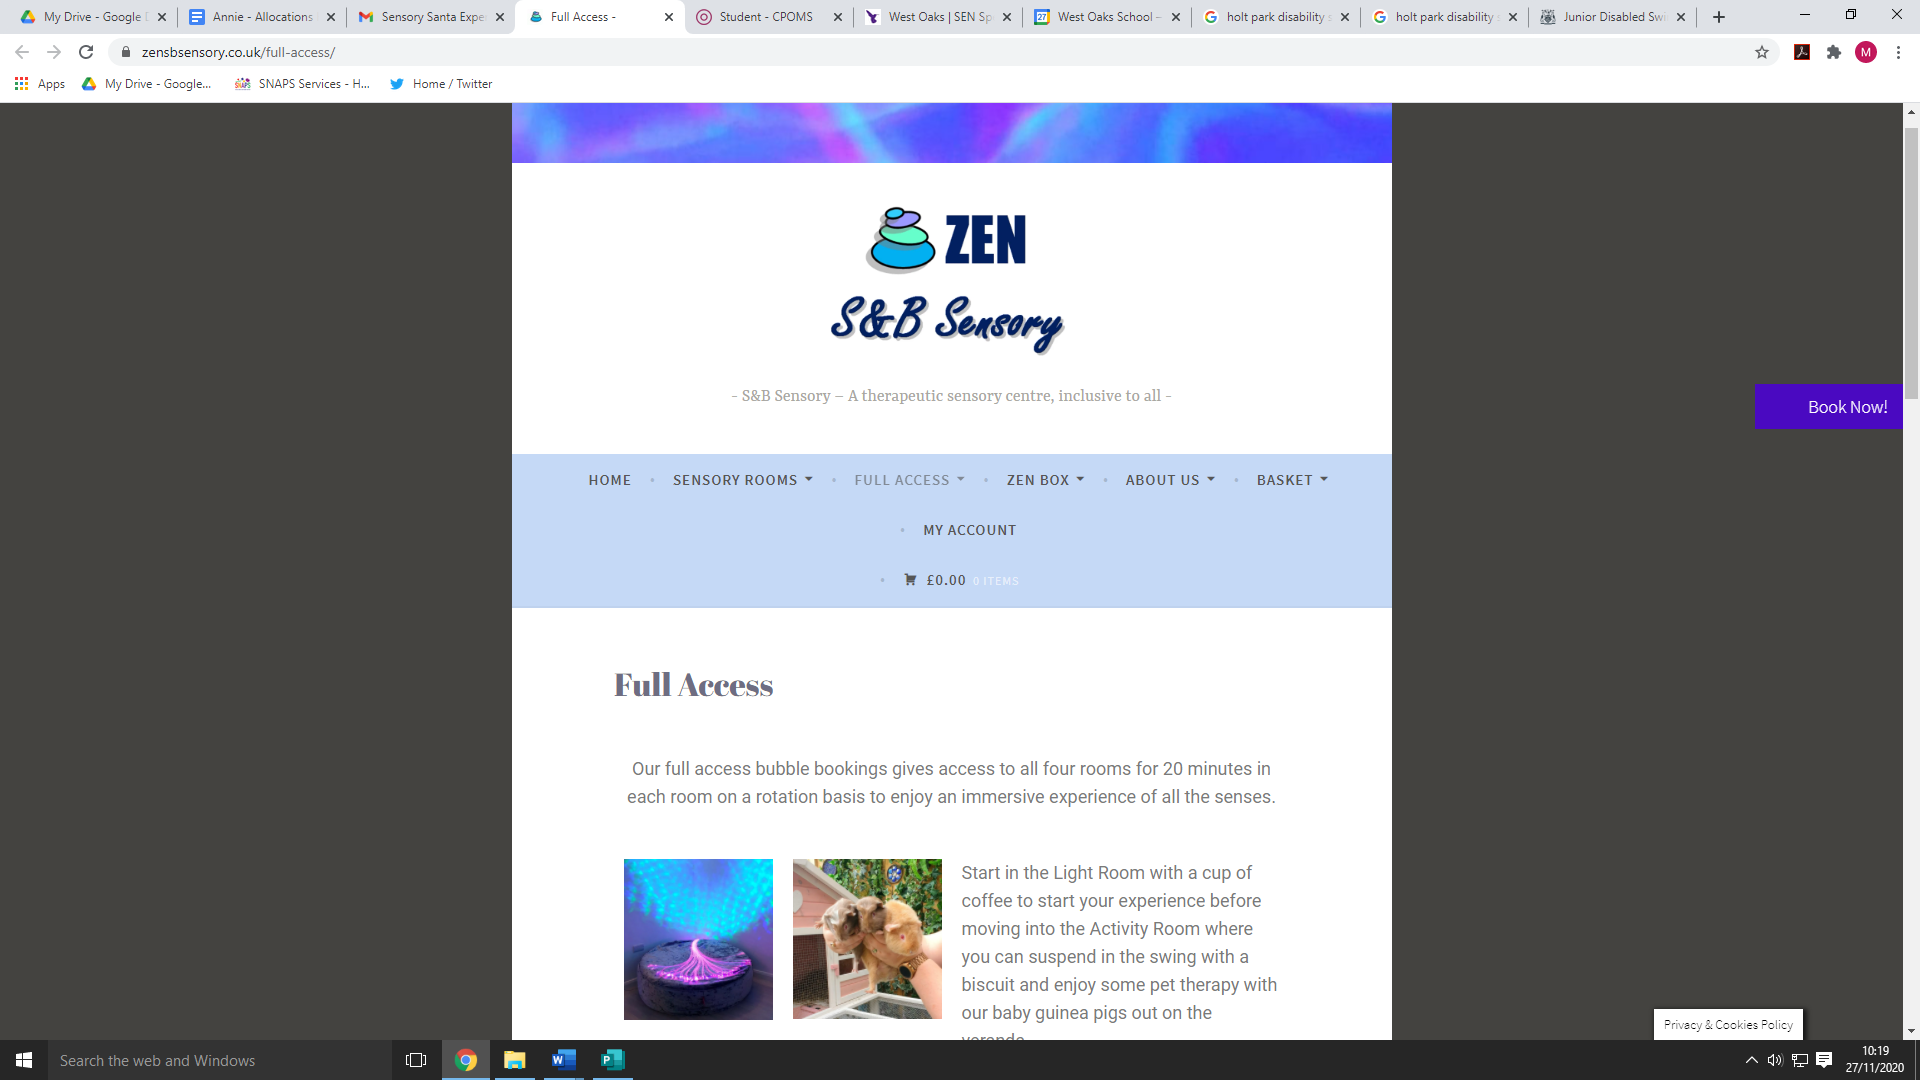 My Drive - Google D
Annie - Allocations
Sensory Santa Expe
Full Access -
Student - CPOMS
West Oaks | SEN Sp
West Oaks School –
holt park disability s
holt park disability
Junior Disabled Swi
zensbsensory.co.uk/full-access/
M
Apps
My Drive - Google...
SNAPS Services - H...
Home / Twitter
ZEN
S&B Sensory
- S&B Sensory – A therapeutic sensory centre, inclusive to all -
Book Now!
HOME
SENSORY ROOMS
FULL ACCESS
ZEN BOX
ABOUT US
BASKET
MY ACCOUNT
£0.00 0 ITEMS
Full Access
Our full access bubble bookings gives access to all four rooms for 20 minutes in
each room on a rotation basis to enjoy an immersive experience of all the senses.
Start in the Light Room with a cup of
coffee to start your experience before
moving into the Activity Room where
you can suspend in the swing with a
biscuit and enjoy some pet therapy with
our baby guinea pigs out on the
Privacy & Cookies Policy
Search the web and Windows
10:19
27/11/2020